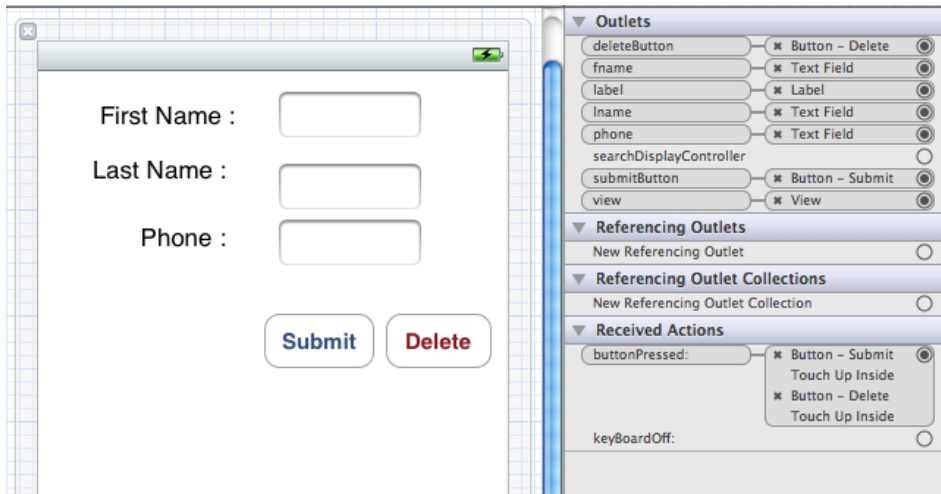 First Name :
Last Name :
Phone :
Submit
Delete
Outlets
deleteButton
Button – Delete
fname
Text Field
label
Label
lname
Text Field
phone
Text Field
searchDisplayController
submitButton
Button – Submit
view
View
Referencing Outlets
New Referencing Outlet
Referencing Outlet Collections
New Referencing Outlet Collection
Received Actions
buttonPressed:
Button – Submit
Touch Up Inside
Button – Delete
Touch Up Inside
keyBoardOff: